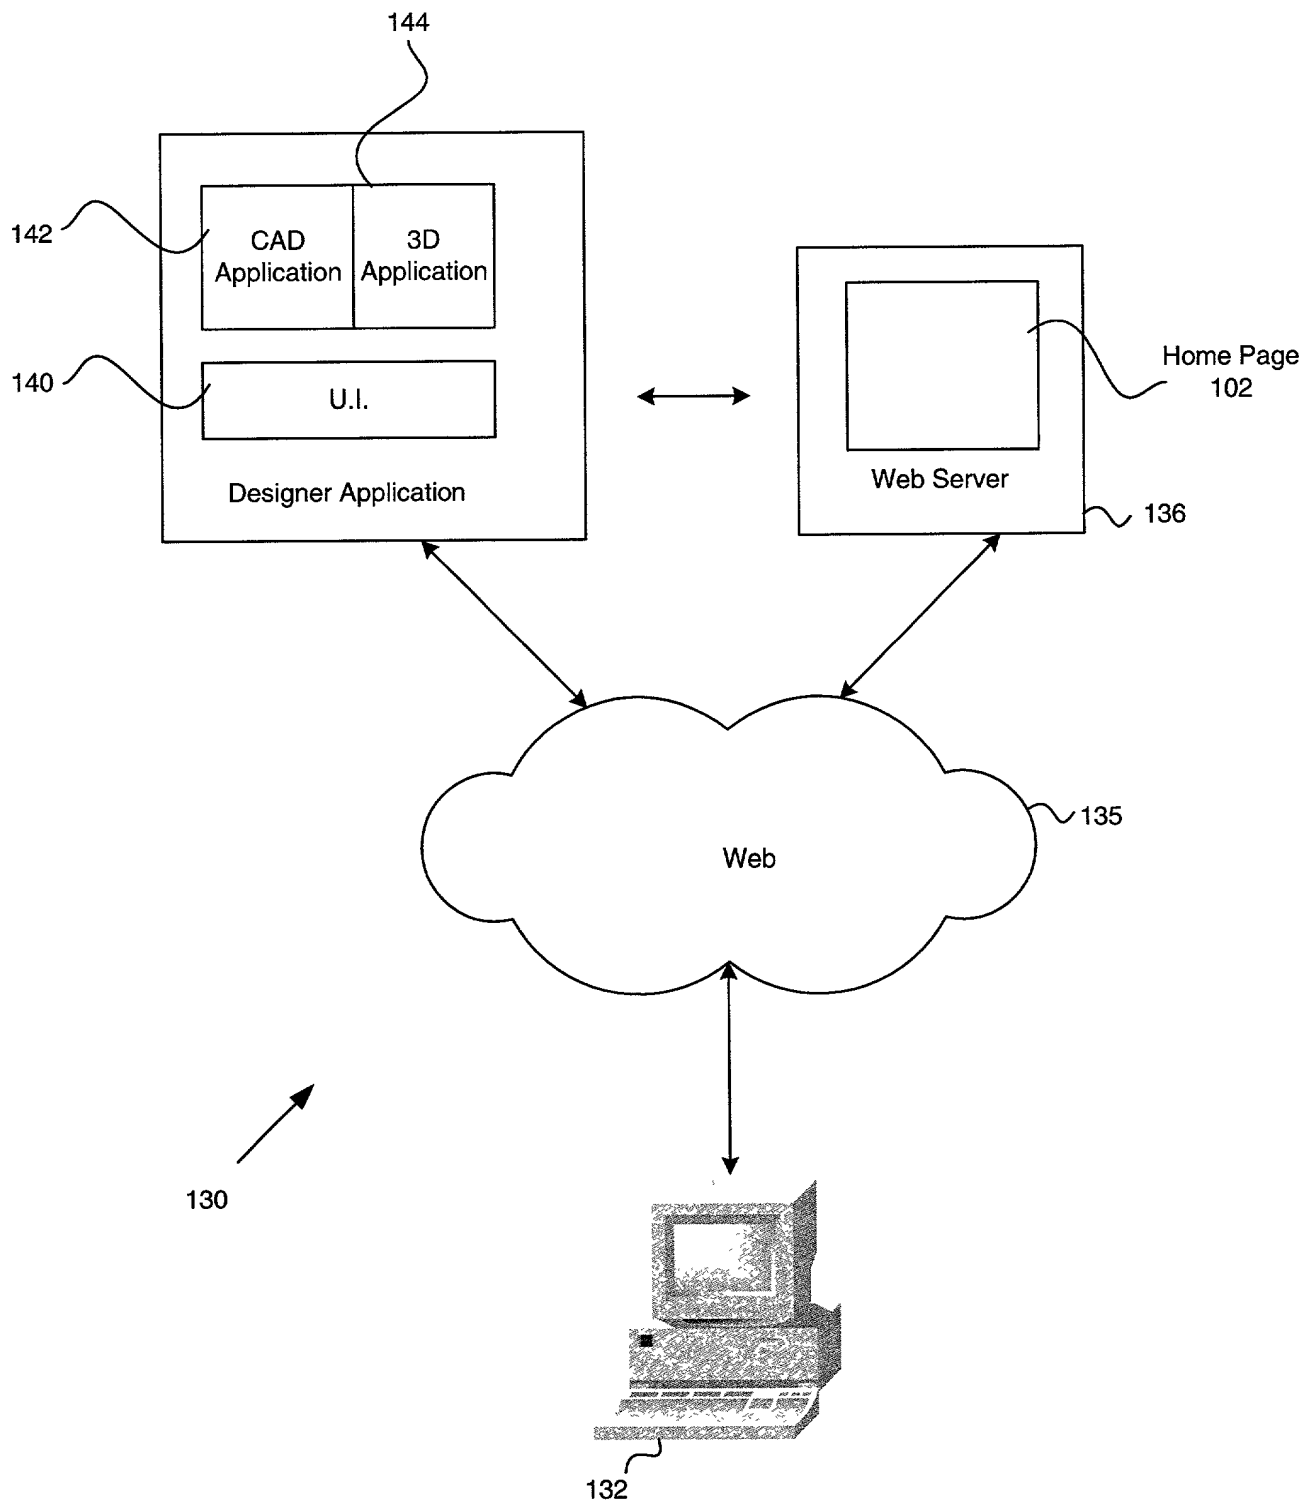 144
142
CAD
Application
3D
Application
140
U.I.
Designer Application
Home Page
102
Web Server
136
135
Web
130
132